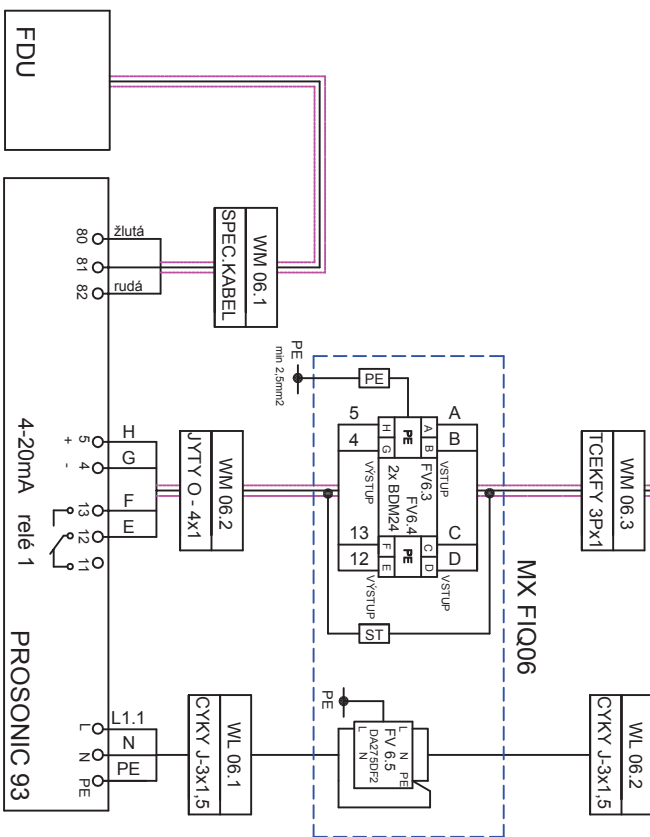 WM 06.3
TCEKFY 3Px1
WL 06.2
CYKY J-3x1,5
MX FIQ06
FDU
WM 06.1
SPEC.KABEL
PE
min 2,5mm2
PE
5
4
A
B
H
G
PE
A
B
VÝSTUP
VSTUP
FV6.3
FV6.4
2x BDM24
13
12
C
D
F
E
PE
C
D
VÝSTUP
VSTUP
ST
PE
L
N
FV 6.5
DA275DF2
L
N
PE
WM 06.2
JYTY O - 4x1
WL 06.1
CYKY J-3x1,5
žlutá
rudá
80
81
82
H
G
F
E
5
4
13
12
11
+
-
4-20mA
relé 1
L1.1
N
PE
L
N
PE
PROSONIC 93